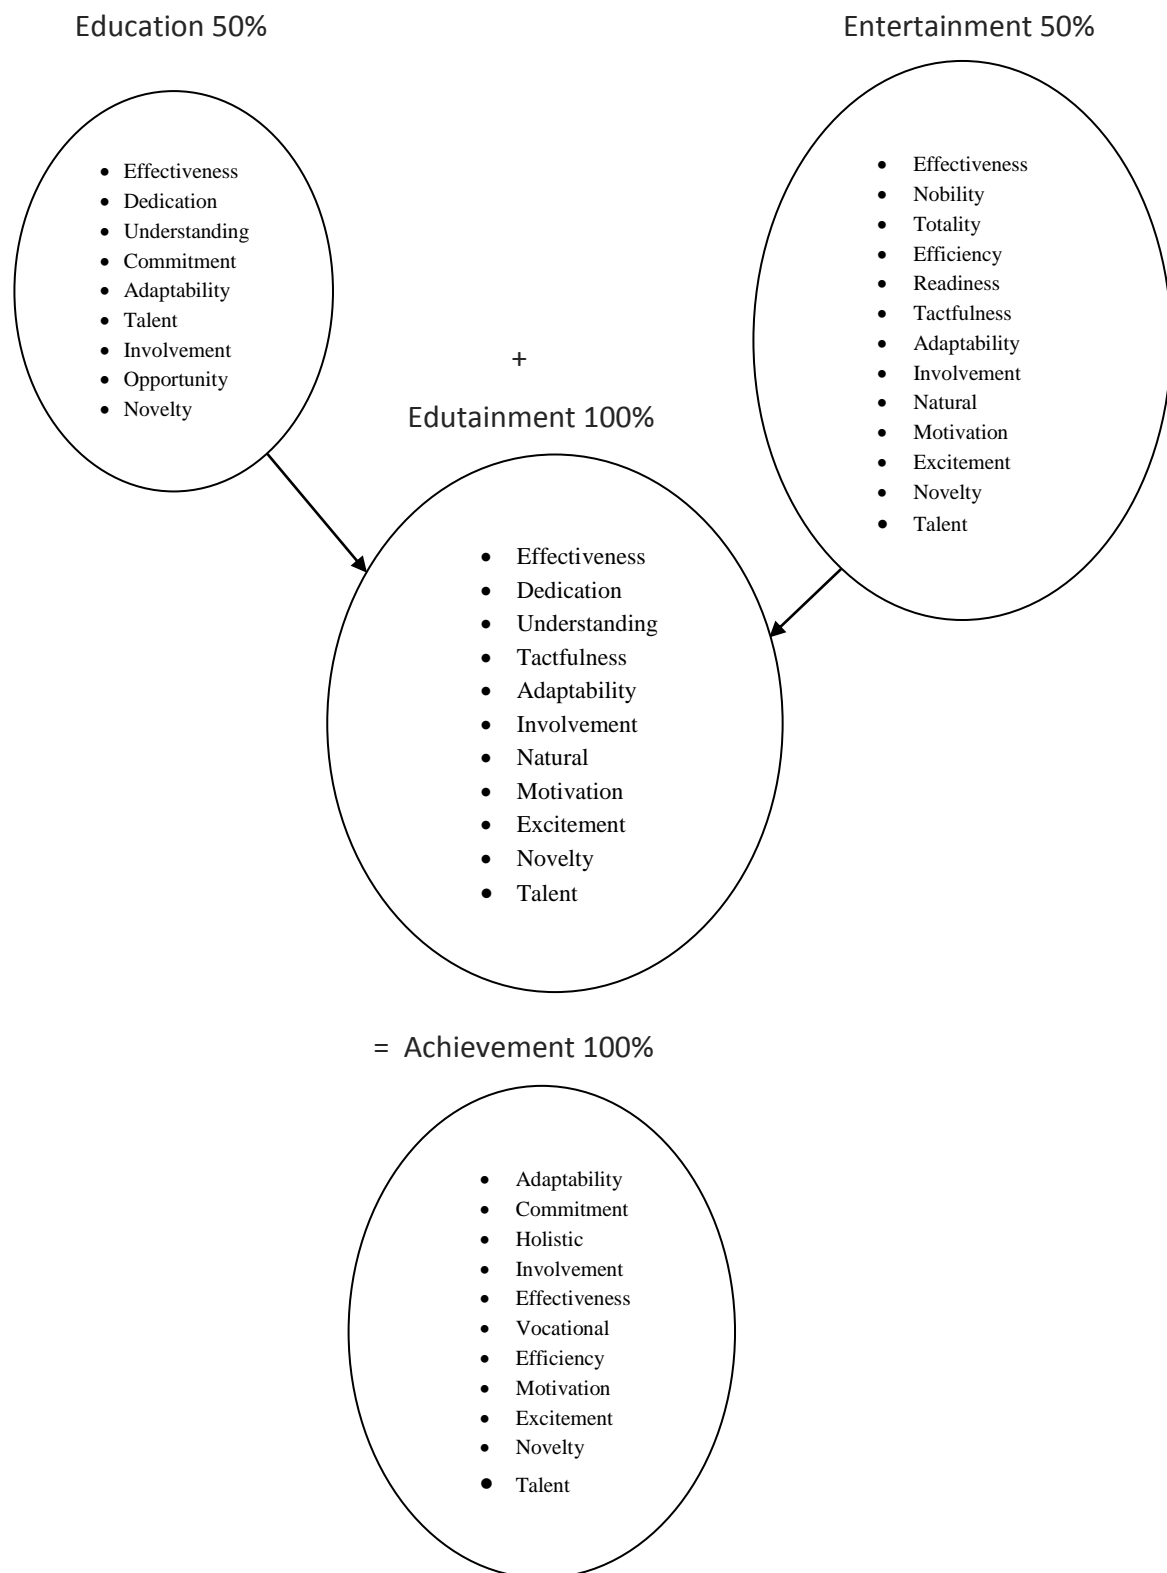 Education 50%
Entertainment 50%
• Effectiveness
• Dedication
• Understanding
• Commitment
• Adaptability
• Talent
• Involvement
• Opportunity
• Novelty
• Effectiveness
• Nobility
• Totality
• Efficiency
• Readiness
• Tactfulness
• Adaptability
• Involvement
• Natural
• Motivation
• Excitement
• Novelty
• Talent
+
Edutainment 100%
• Effectiveness
• Dedication
• Understanding
• Tactfulness
• Adaptability
• Involvement
• Natural
• Motivation
• Excitement
• Novelty
• Talent
= Achievement 100%
• Adaptability
• Commitment
• Holistic
• Involvement
• Effectiveness
• Vocational
• Efficiency
• Motivation
• Excitement
• Novelty
• Talent